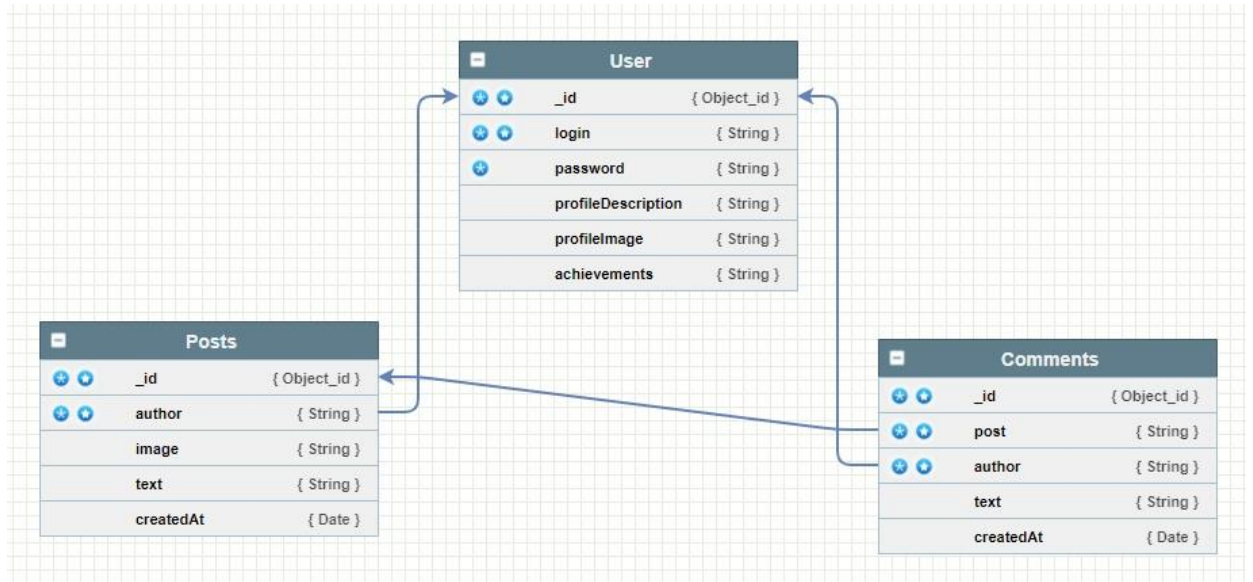 User
_id { Object_id }
login { String }
password { String }
profileDescription { String }
profileImage { String }
achievements { String }
Posts
_id { Object_id }
author { String }
image { String }
text { String }
createdAt { Date }
Comments
_id { Object_id }
post { String }
author { String }
text { String }
createdAt { Date }